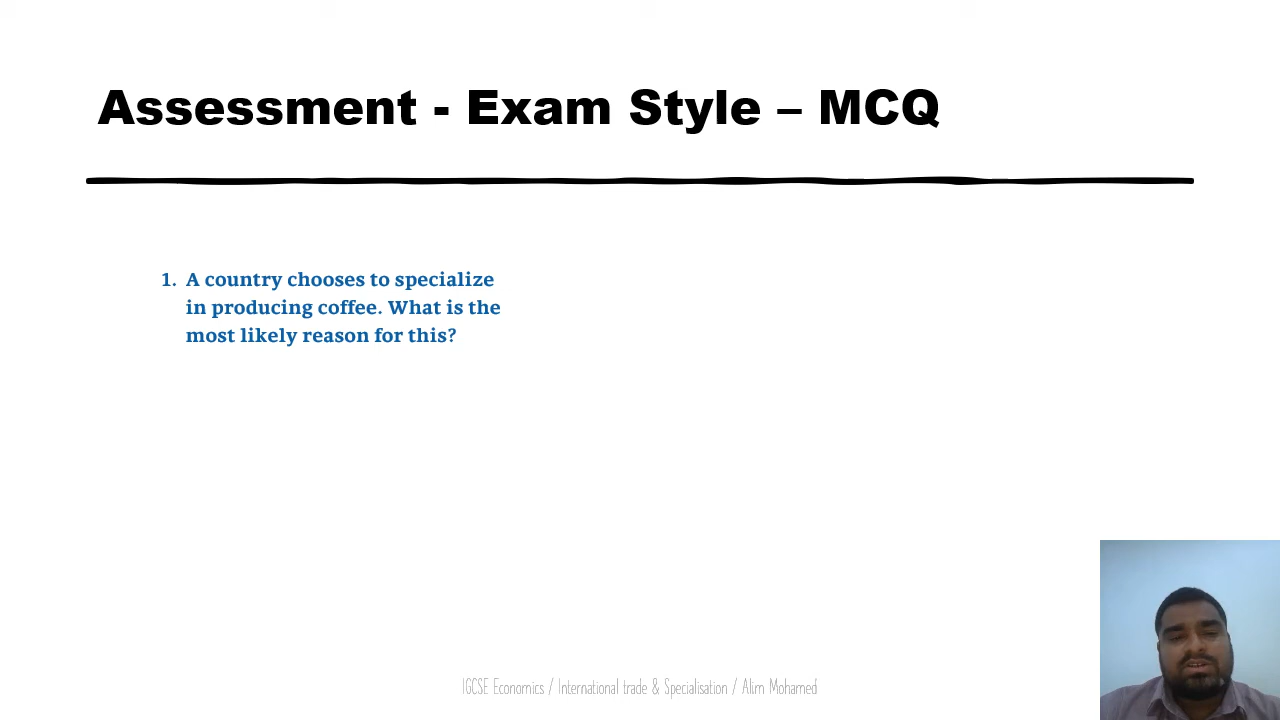 Assessment - Exam Style – MCQ
1. A country chooses to specialize
in producing coffee. What is the
most likely reason for this?
IGCSE Economics / International trade & Specialisation / Alim Mohamed